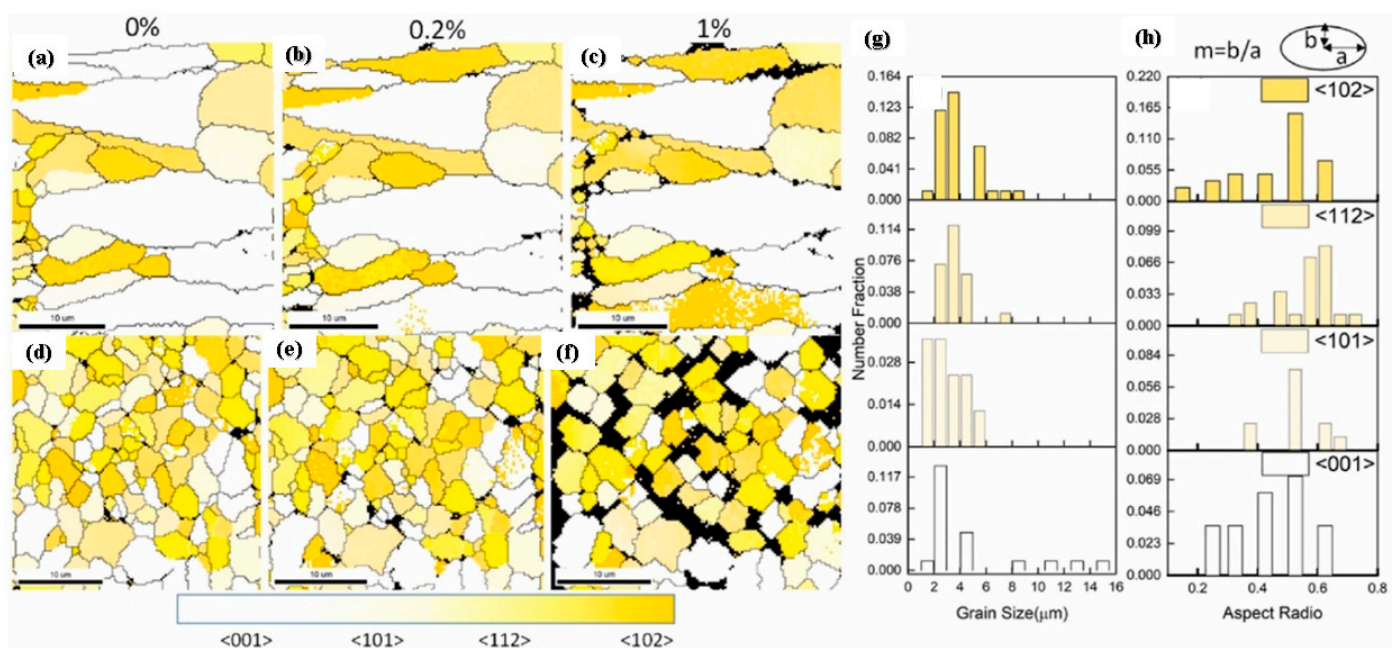 0% 0.2% 1%
(a) (b) (c)
10 um 10 um 10 um
(d) (e) (f)
10 um 10 um 10 um
<001> <101> <112> <102>
(g)
Number Fraction
0.164
0.123
0.082
0.041
0.000
0.114
0.076
0.038
0.000
0.028
0.014
0.000
0.117
0.078
0.039
0.000
0 2 4 6 8 10 12 14 16
Grain Size(μm)
(h)
m=b/a
b
a
0.220
0.165
0.110
0.055
0.000
<102>
0.099
0.066
0.033
0.000
<112>
0.084
0.056
0.028
0.000
<101>
0.069
0.046
0.023
0.000
<001>
0.2 0.4 0.6 0.8
Aspect Radio